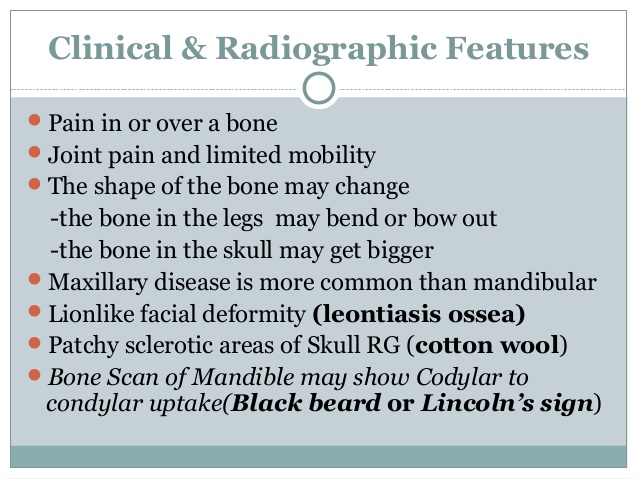 Clinical & Radiographic Features
Pain in or over a bone
Joint pain and limited mobility
The shape of the bone may change
-the bone in the legs  may bend or bow out
-the bone in the skull may get bigger
Maxillary disease is more common than mandibular
Lionlike facial deformity (leontiasis ossea)
Patchy sclerotic areas of Skull RG (cotton wool)
Bone Scan of Mandible may show Codylar to
condylar uptake(Black beard or Lincoln’s sign)